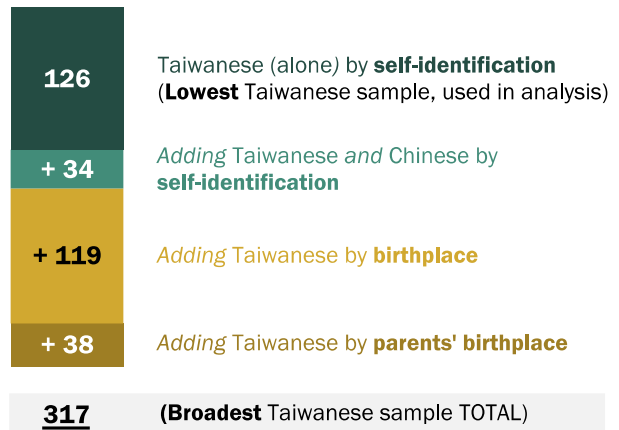 126
Taiwanese (alone) by self-identification
(Lowest Taiwanese sample, used in analysis)
+ 34
Adding Taiwanese and Chinese by
self-identification
+ 119
Adding Taiwanese by birthplace
+ 38
Adding Taiwanese by parents' birthplace
317
(Broadest Taiwanese sample TOTAL)